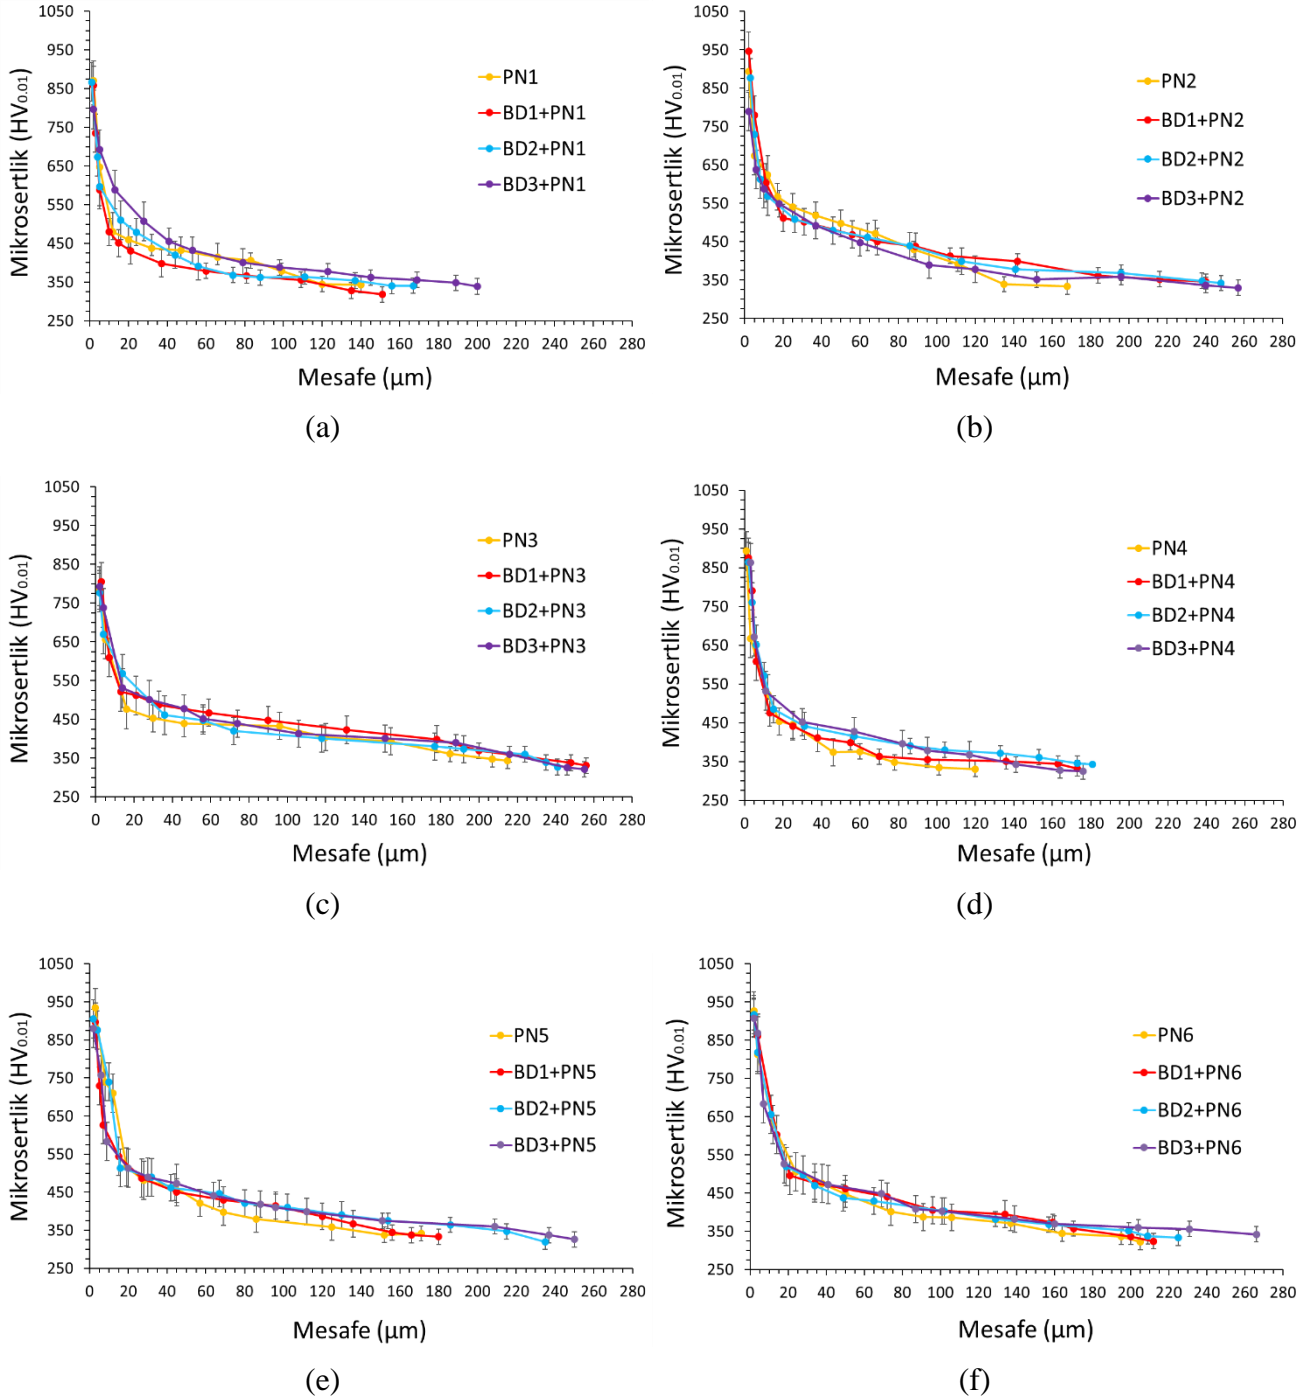 1050
950
850
750
650
550
450
350
250
Mikrosertlik (HV0.01)
PN1
BD1+PN1
BD2+PN1
BD3+PN1
0 20 40 60 80 100 120 140 160 180 200 220 240 260 280
Mesafe (µm)
(a)
1050
950
850
750
650
550
450
350
250
Mikrosertlik (HV0.01)
PN2
BD1+PN2
BD2+PN2
BD3+PN2
0 20 40 60 80 100 120 140 160 180 200 220 240 260 280
Mesafe (µm)
(b)
1050
950
850
750
650
550
450
350
250
Mikrosertlik (HV0.01)
PN3
BD1+PN3
BD2+PN3
BD3+PN3
0 20 40 60 80 100 120 140 160 180 200 220 240 260 280
Mesafe (µm)
(c)
1050
950
850
750
650
550
450
350
250
Mikrosertlik (HV0.01)
PN4
BD1+PN4
BD2+PN4
BD3+PN4
0 20 40 60 80 100 120 140 160 180 200 220 240 260 280
Mesafe (µm)
(d)
1050
950
850
750
650
550
450
350
250
Mikrosertlik (HV0.01)
PN5
BD1+PN5
BD2+PN5
BD3+PN5
0 20 40 60 80 100 120 140 160 180 200 220 240 260 280
Mesafe (µm)
(e)
1050
950
850
750
650
550
450
350
250
Mikrosertlik (HV0.01)
PN6
BD1+PN6
BD2+PN6
BD3+PN6
0 20 40 60 80 100 120 140 160 180 200 220 240 260 280
Mesafe (µm)
(f)